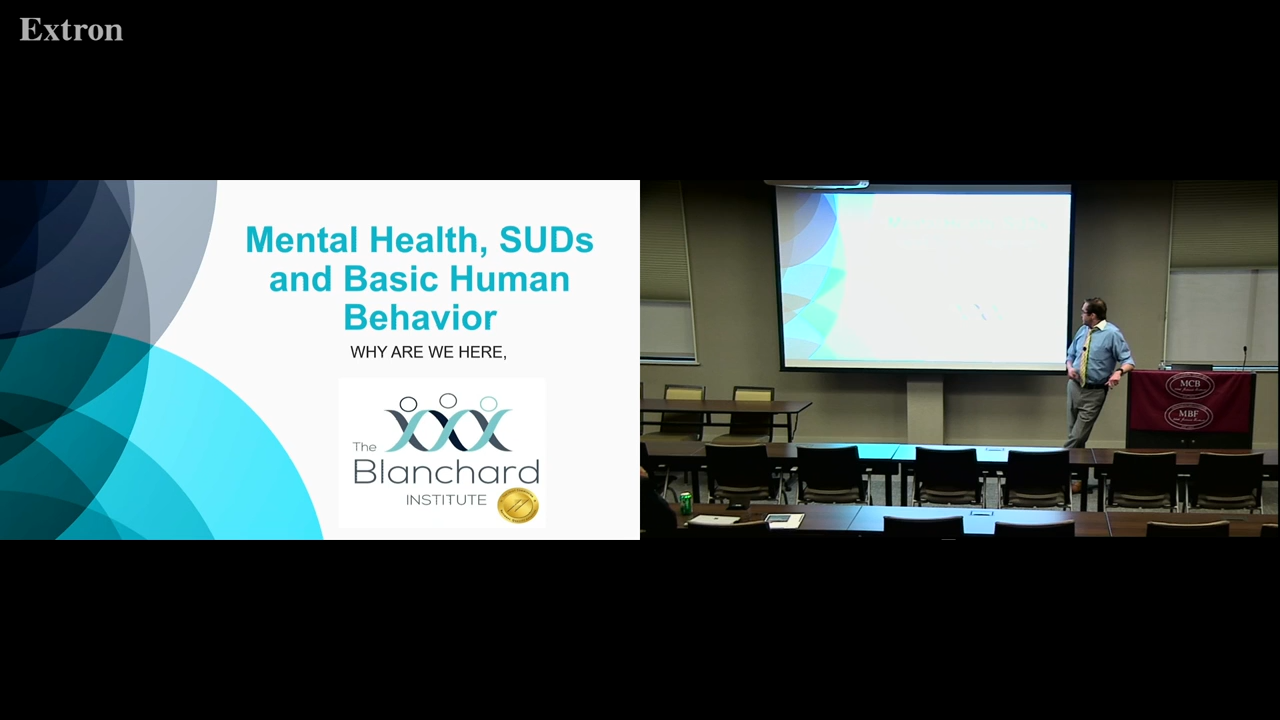 Extron
Mental Health, SUDs
and Basic Human
Behavior
WHY ARE WE HERE,
The
Blanchard
INSTITUTE
MCB
MBF